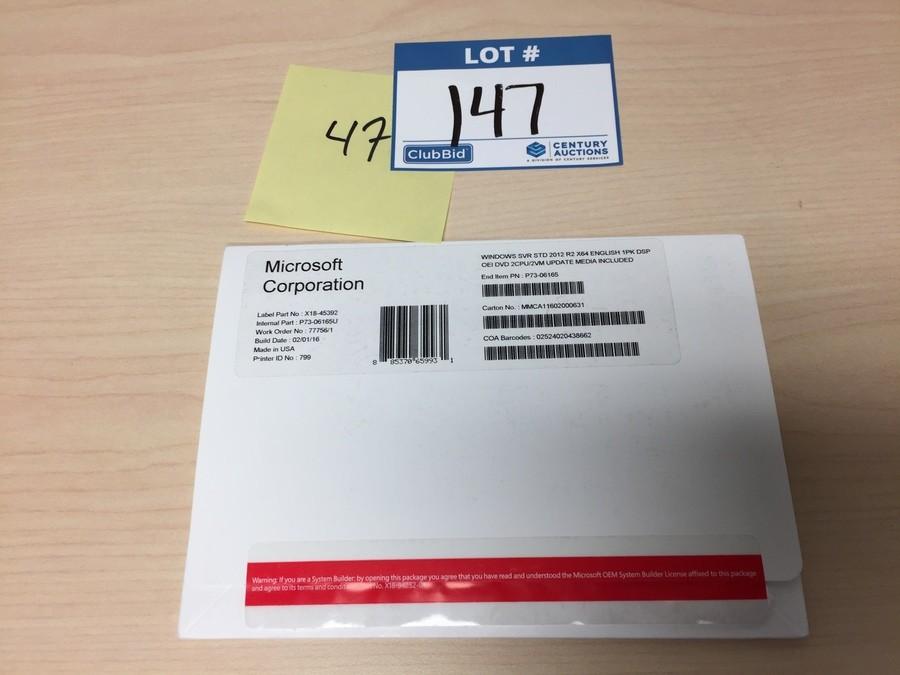 LOT #
147
47
ClubBid
CENTURY
AUCTIONS
A DIVISION OF CENTURY SERVICES
Microsoft
Corporation
Label Part No : X18-45392
Internal Part : P73-06165U
Work Order No : 77756/1
Build Date : 02/01/16
Made in USA
Printer ID No : 799
8 85370 65993 1
WINDOWS SVR STD 2012 R2 X64 ENGLISH 1PK DSP
OEI DVD 2CPU/2VM UPDATE MEDIA INCLUDED
End Item PN : P73-06165
Carton No. : MMCA11602000631
COA Barcodes : 02524020438662
Warning: If you are a System Builder: by opening this package you agree that you have read and understood the Microsoft OEM System Builder License affixed to this package
and agree to its terms and No.